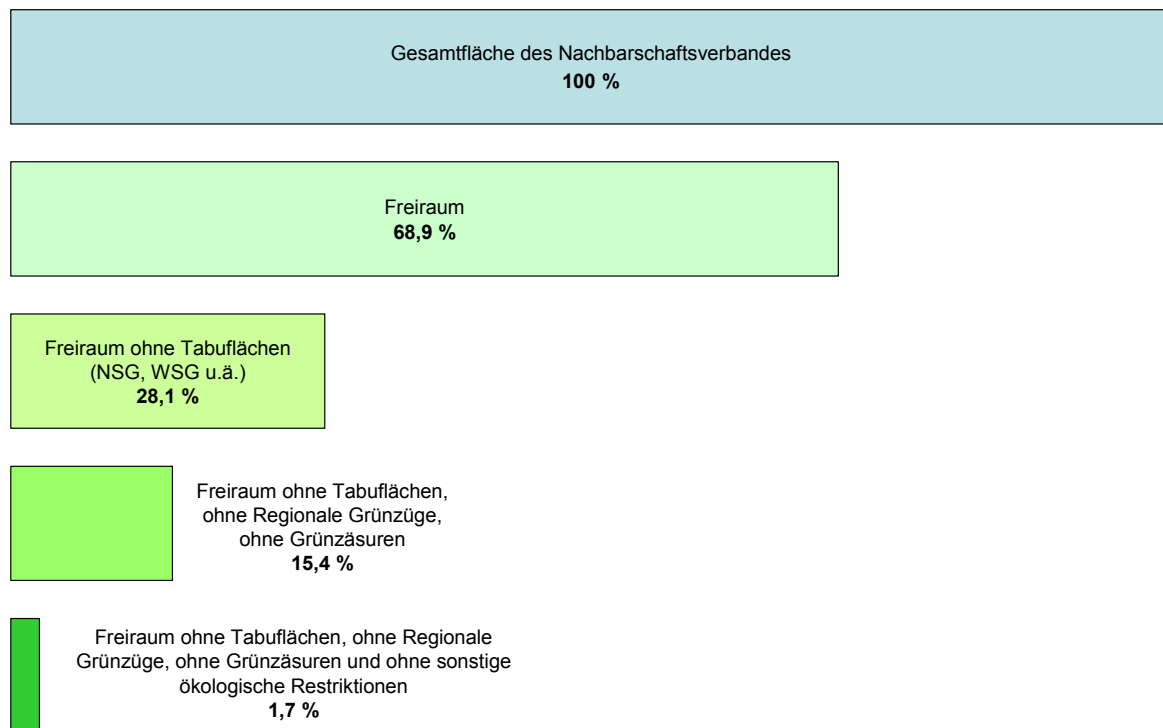 Gesamtfläche des Nachbarschaftsverbandes
100 %
Freiraum
68,9 %
Freiraum ohne Tabuflächen
(NSG, WSG u.ä.)
28,1 %
Freiraum ohne Tabuflächen,
ohne Regionale Grünzüge,
ohne Grünzäsuren
15,4 %
Freiraum ohne Tabuflächen, ohne Regionale
Grünzüge, ohne Grünzäsuren und ohne sonstige
ökologische Restriktionen
1,7 %